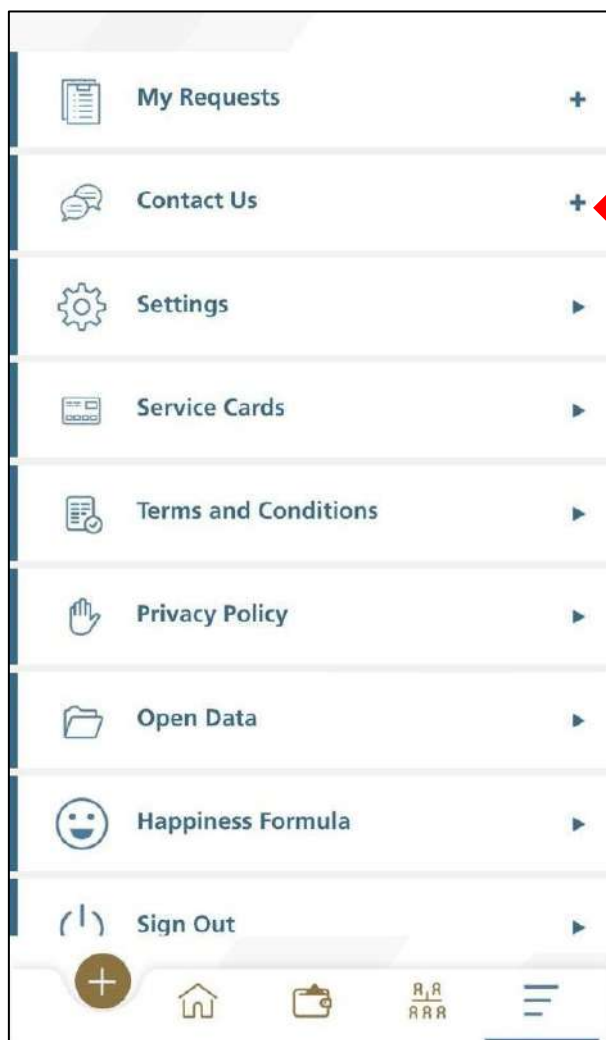 My Requests
Contact Us
Settings
Service Cards
Terms and Conditions
Privacy Policy
Open Data
Happiness Formula
Sign Out